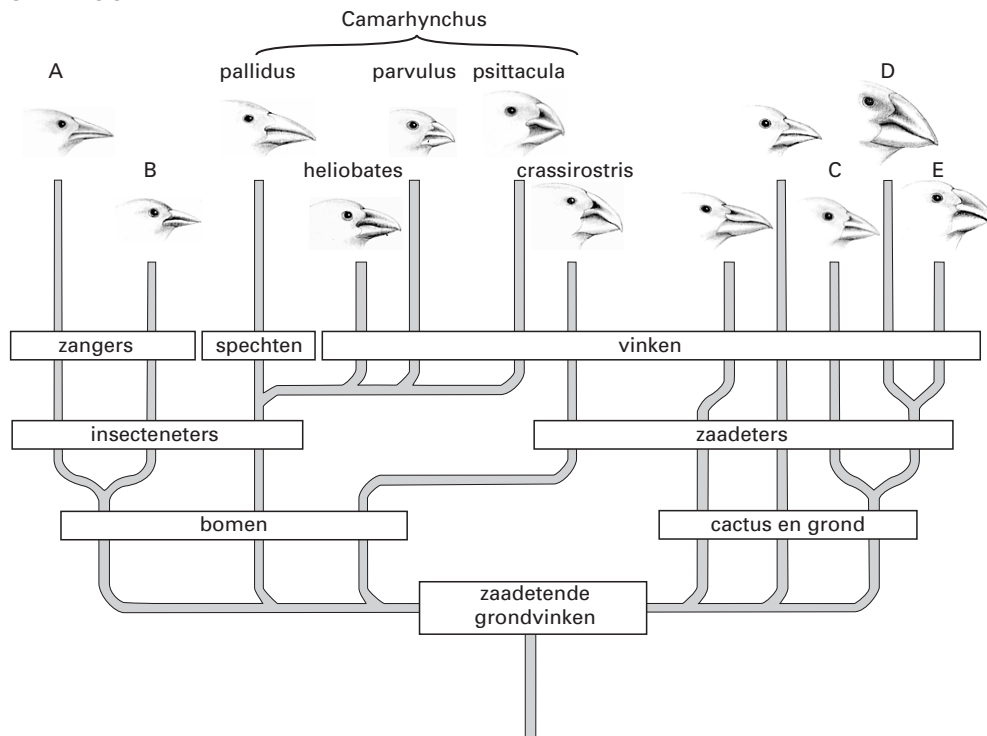 Camarhynchus
A
pallidus
parvulus
psittacula
D
B
heliobates
crassirostris
C
E
zangers
spechten
vinken
insecteneters
zaadeters
bomen
cactus en grond
zaadetende
grondvinken